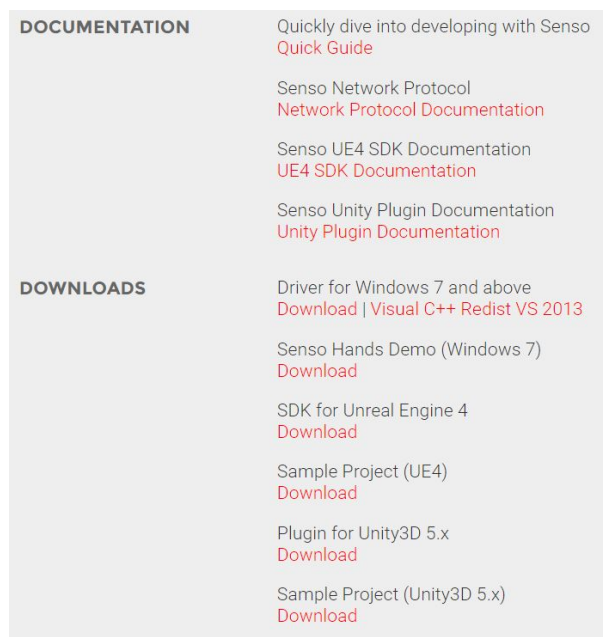 DOCUMENTATION
Quickly dive into developing with Senso
Quick Guide
Senso Network Protocol
Network Protocol Documentation
Senso UE4 SDK Documentation
UE4 SDK Documentation
Senso Unity Plugin Documentation
Unity Plugin Documentation
DOWNLOADS
Driver for Windows 7 and above
Download | Visual C++ Redist VS 2013
Senso Hands Demo (Windows 7)
Download
SDK for Unreal Engine 4
Download
Sample Project (UE4)
Download
Plugin for Unity3D 5.x
Download
Sample Project (Unity3D 5.x)
Download